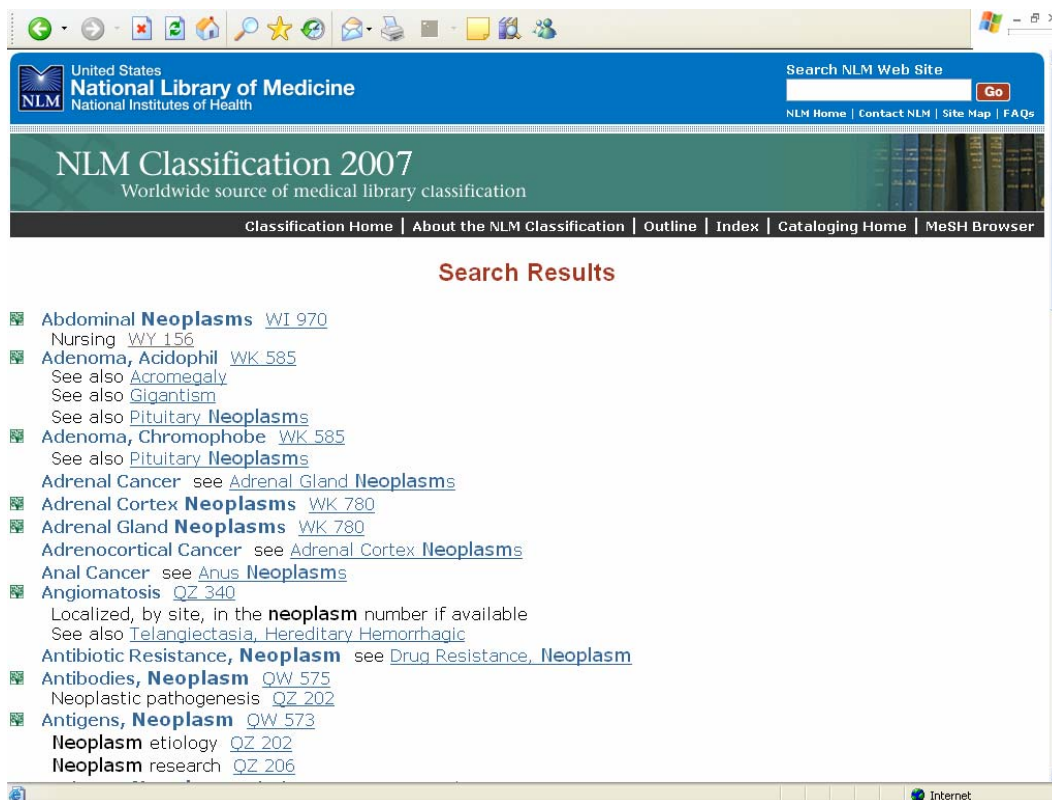 United States
National Library of Medicine
National Institutes of Health
NLM
Search NLM Web Site
Go
NLM Home | Contact NLM | Site Map | FAQs
NLM Classification 2007
Worldwide source of medical library classification
Classification Home | About the NLM Classification | Outline | Index | Cataloging Home | MeSH Browser
Search Results
Abdominal Neoplasms WI 970
Nursing WY 156
Adenoma, Acidophil WK 585
See also Acromegaly
See also Gigantism
See also Pituitary Neoplasms
Adenoma, Chromophobe WK 585
See also Pituitary Neoplasms
Adrenal Cancer see Adrenal Gland Neoplasms
Adrenal Cortex Neoplasms WK 780
Adrenal Gland Neoplasms WK 780
Adrenocortical Cancer see Adrenal Cortex Neoplasms
Anal Cancer see Anus Neoplasms
Angiomatosis QZ 340
Localized, by site, in the neoplasm number if available
See also Telangiectasia, Hereditary Hemorrhagic
Antibiotic Resistance, Neoplasm see Drug Resistance, Neoplasm
Antibodies, Neoplasm QW 575
Neoplastic pathogenesis QZ 202
Antigens, Neoplasm QW 573
Neoplasm etiology QZ 202
Neoplasm research QZ 206
Internet